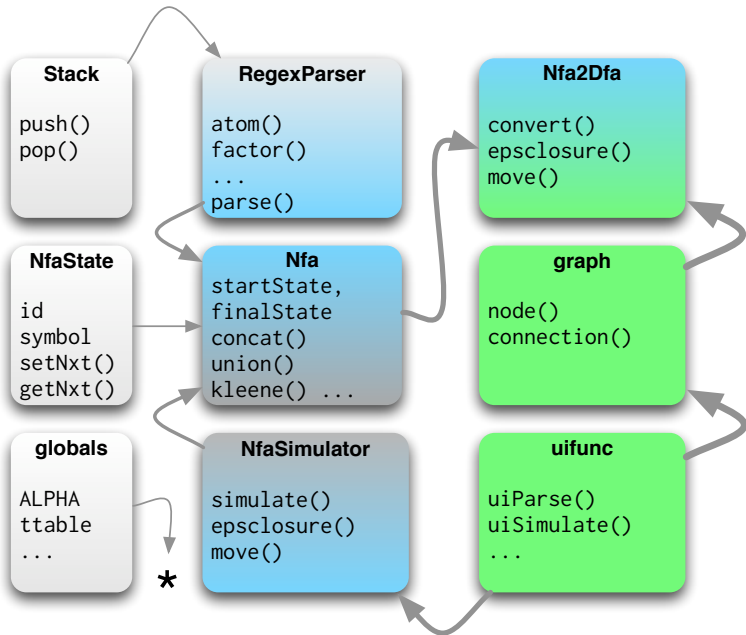 Stack
push()
pop()
RegexParser
atom()
factor()
...
parse()
Nfa2Dfa
convert()
epsclosure()
move()
NfaState
id
symbol
setNxt()
getNxt()
Nfa
startState,
finalState
concat()
union()
kleene() ...
graph
node()
connection()
globals
ALPHA
ttable
...
*
NfaSimulator
simulate()
epsclosure()
move()
uifunc
uiParse()
uiSimulate()
...